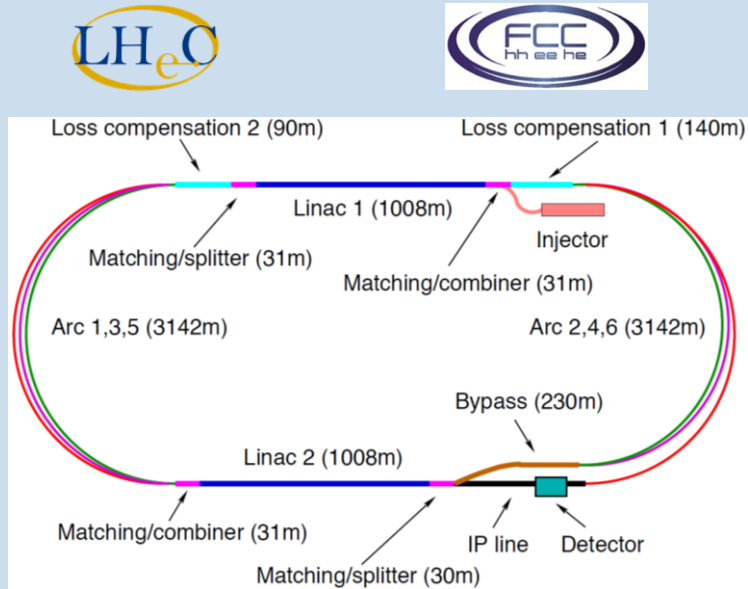 LHeC
FCC
hh ee he
Loss compensation 2 (90m)
Loss compensation 1 (140m)
Linac 1 (1008m)
Injector
Matching/splitter (31m)
Matching/combiner (31m)
Arc 1,3,5 (3142m)
Arc 2,4,6 (3142m)
Bypass (230m)
Linac 2 (1008m)
Matching/combiner (31m)
IP line
Detector
Matching/splitter (30m)